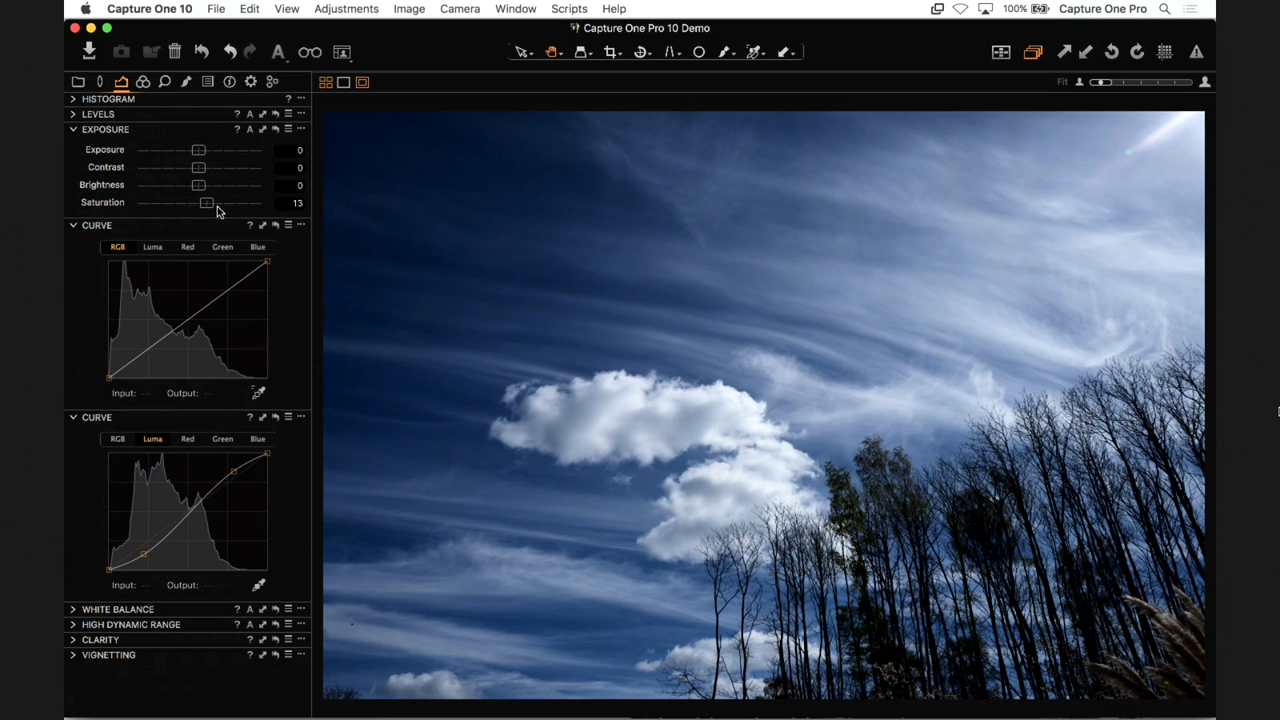 Capture One 10 File Edit View Adjustments Image Camera Window Scripts Help 100% Capture One Pro
Capture One Pro 10 Demo
A
Fit
HISTOGRAM ?
LEVELS ? A
EXPOSURE ? A
Exposure 0
Contrast 0
Brightness 0
Saturation 13
CURVE ?
RGB Luma Red Green Blue
Input: -- Output: --
CURVE ?
RGB Luma Red Green Blue
Input: -- Output: --
WHITE BALANCE ? A
HIGH DYNAMIC RANGE ? A
CLARITY ?
VIGNETTING ?